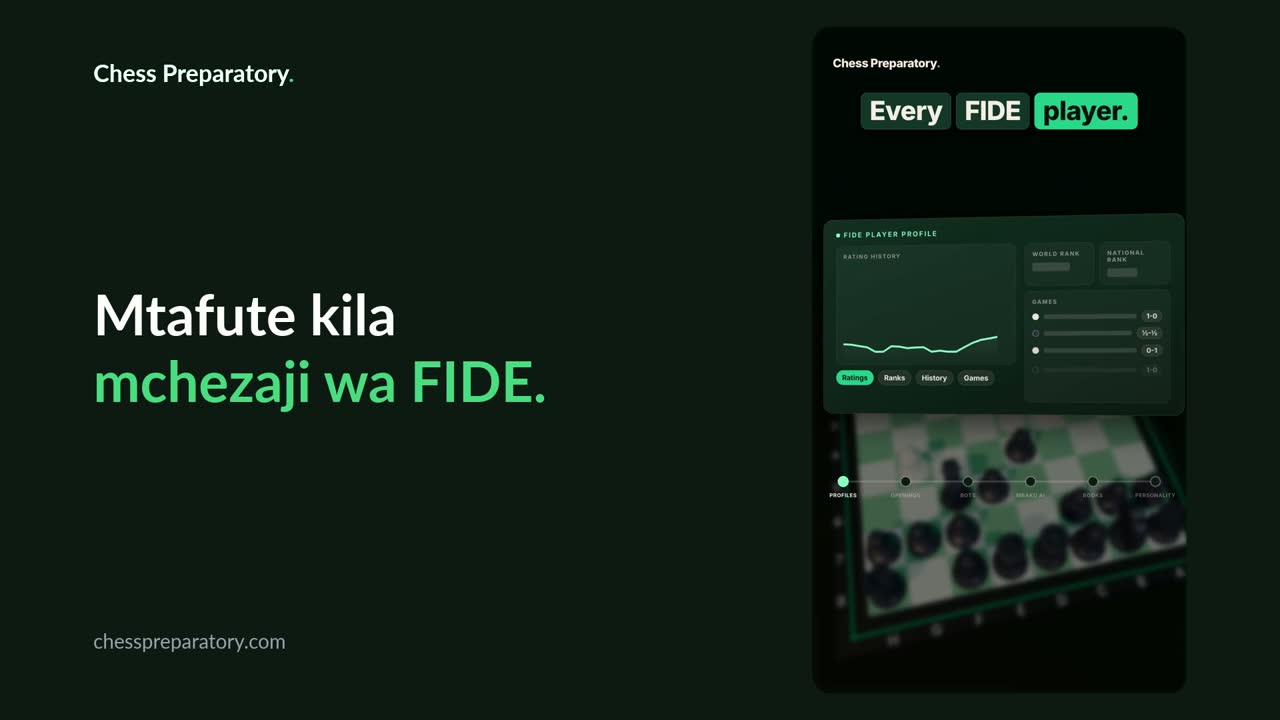 Chess Preparatory.
Mtafute kila
mchezaji wa FIDE.
chesspreparatory.com
Chess Preparatory.
Every FIDE player.
FIDE PLAYER PROFILE
RATING HISTORY
WORLD RANK
NATIONAL RANK
GAMES
1-0
½-½
0-1
1-0
Ratings Ranks History Games
PROFILES OPENINGS BOTS MIRAKU AI BOOKS PERSONALITY